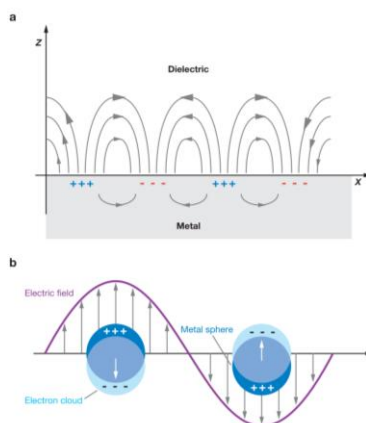 a
z
Dielectric
+++ - - - +++ - - -
x
Metal
b
Electric field
+++
- - -
Metal sphere
- - -
+++
Electron cloud